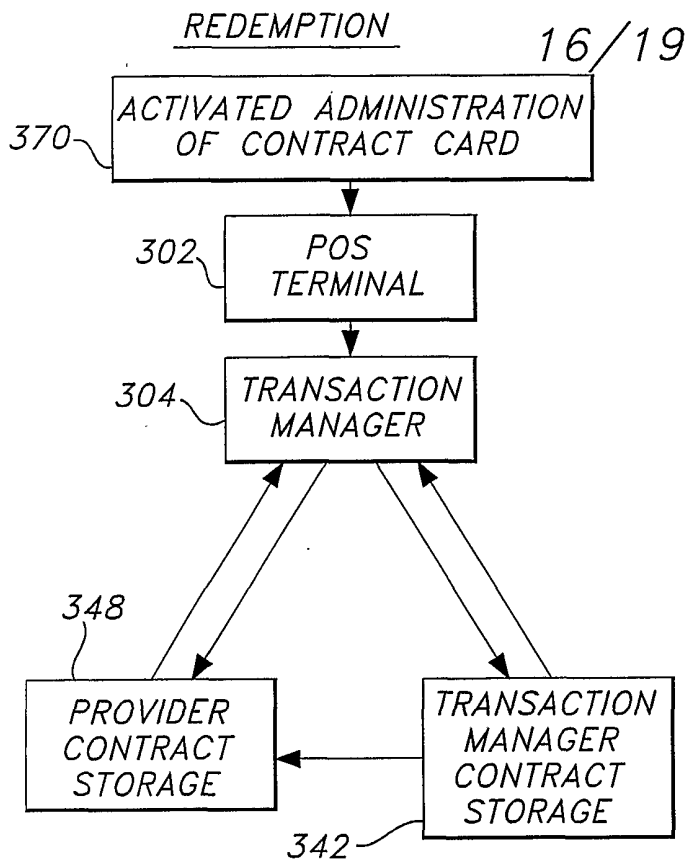 REDEMPTION
16/19
ACTIVATED ADMINISTRATION
OF CONTRACT CARD
370
302
POS
TERMINAL
304
TRANSACTION
MANAGER
348
PROVIDER
CONTRACT
STORAGE
TRANSACTION
MANAGER
CONTRACT
STORAGE
342